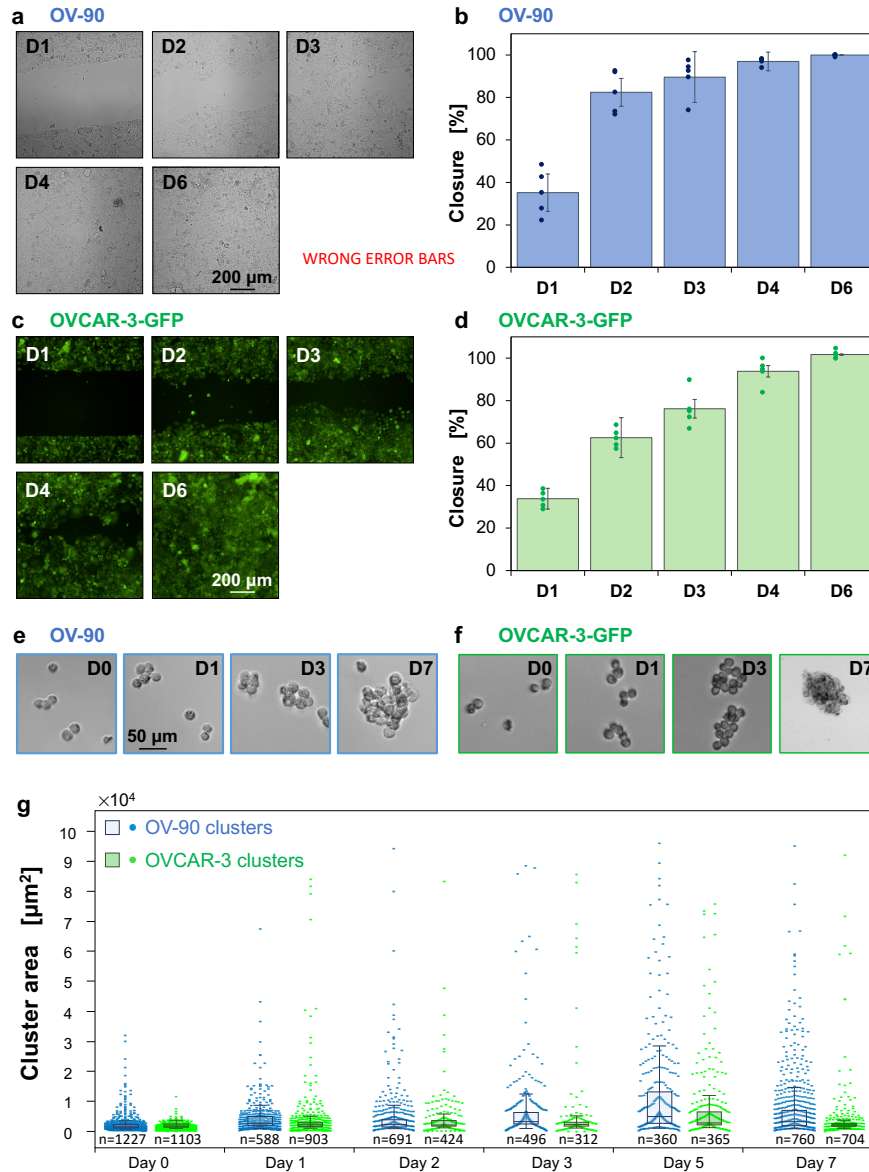 a OV-90
D1
D2
D3
D4
D6
200 µm
WRONG ERROR BARS
b OV-90
Closure [%]
100
80
60
40
20
0
D1 D2 D3 D4 D6
c OVCAR-3-GFP
D1
D2
D3
D4
D6
200 µm
d OVCAR-3-GFP
Closure [%]
100
80
60
40
20
0
D1 D2 D3 D4 D6
e OV-90
D0
D1
D3
D7
50 µm
f OVCAR-3-GFP
D0
D1
D3
D7
g
×10⁴
Cluster area [µm²]
OV-90 clusters
OVCAR-3 clusters
10
9
8
7
6
5
4
3
2
1
0
n=1227 n=1103 n=588 n=903 n=691 n=424 n=496 n=312 n=360 n=365 n=760 n=704
Day 0 Day 1 Day 2 Day 3 Day 5 Day 7